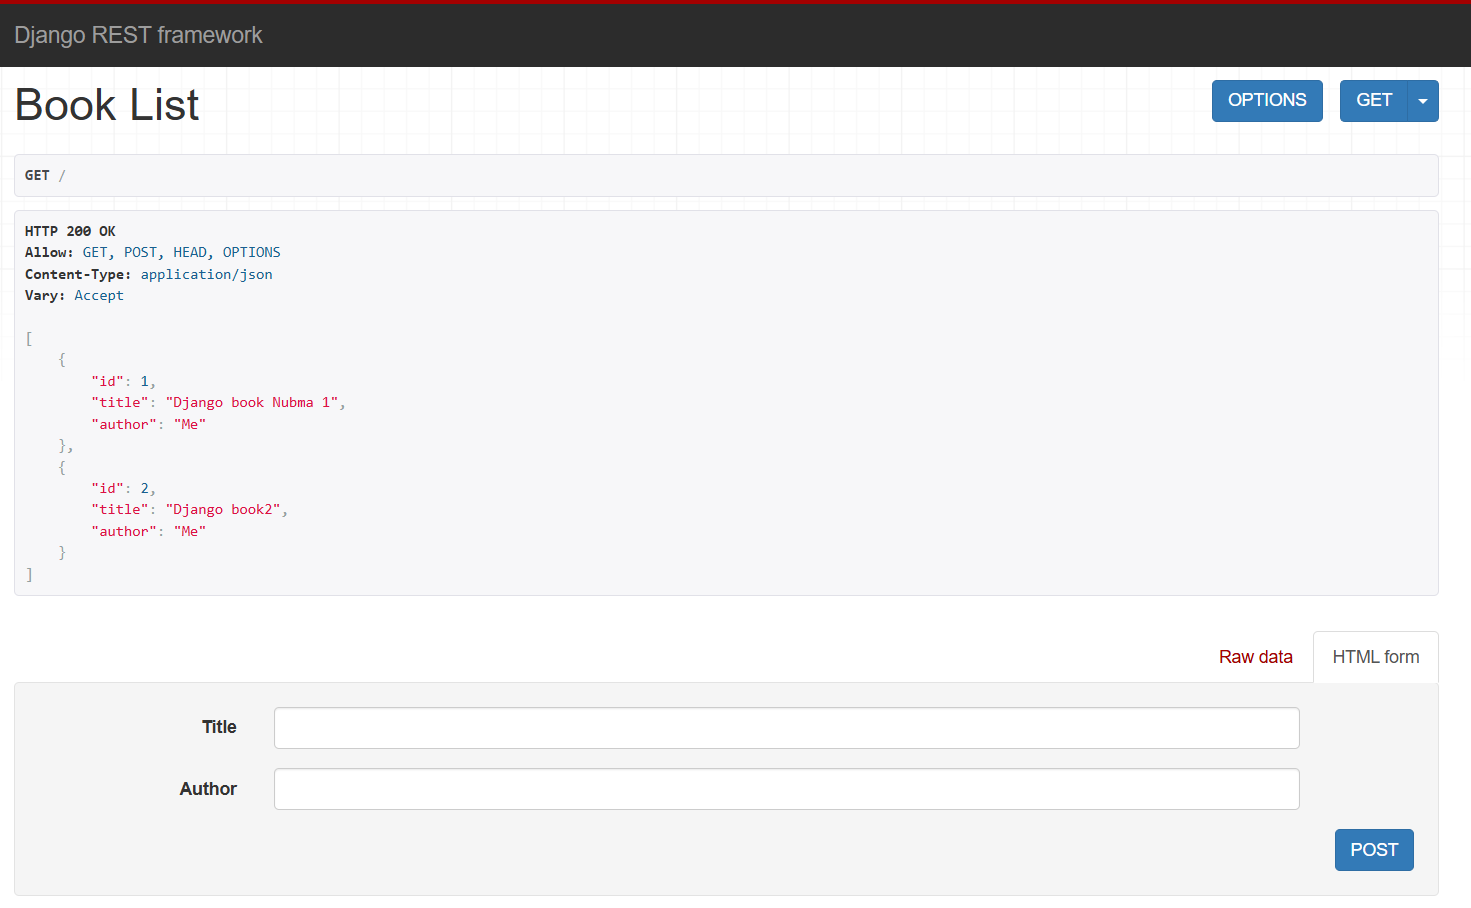 Django REST framework
Book List
OPTIONS
GET
GET /
HTTP 200 OK
Allow: GET, POST, HEAD, OPTIONS
Content-Type: application/json
Vary: Accept
[
    {
        "id": 1,
        "title": "Django book Nubma 1",
        "author": "Me"
    },
    {
        "id": 2,
        "title": "Django book2",
        "author": "Me"
    }
]
Raw data
HTML form
Title
Author
POST